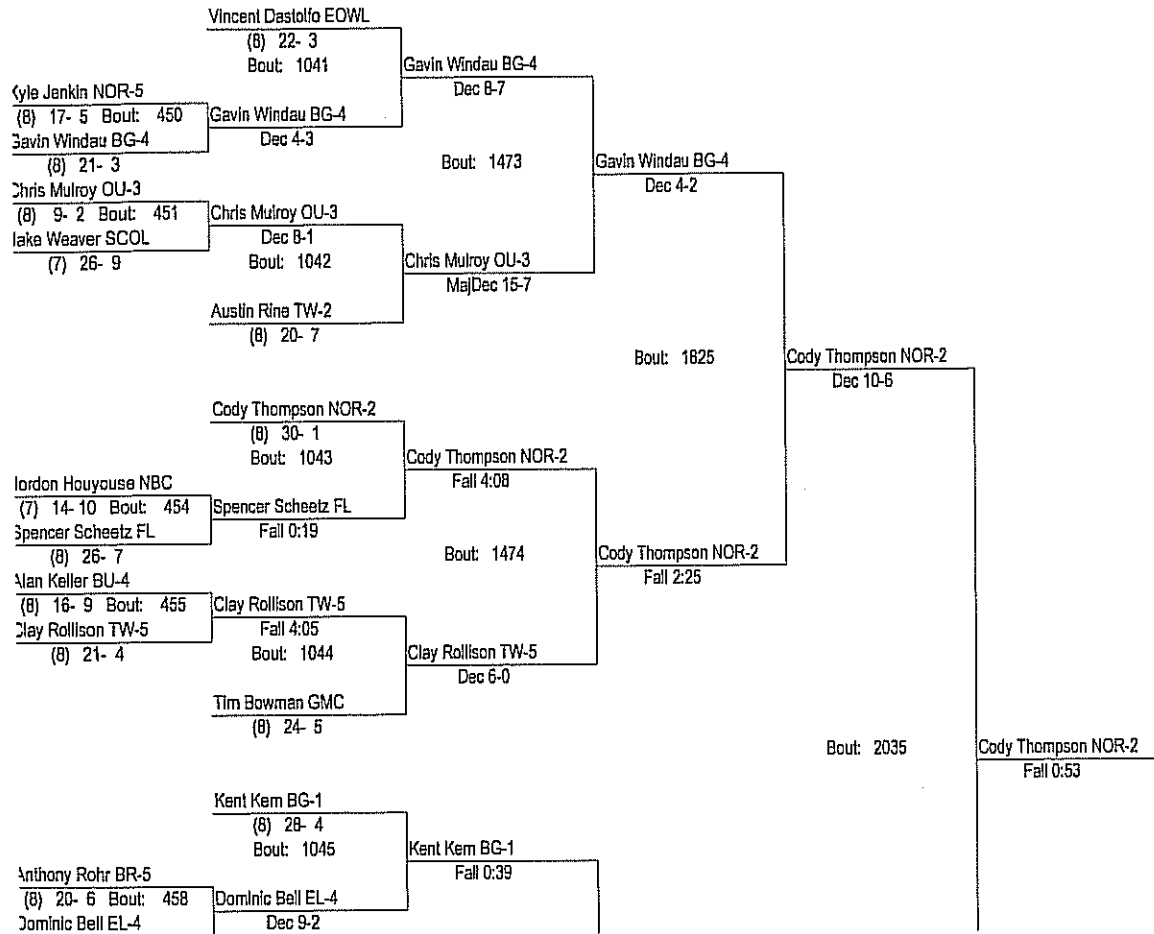 Vincent Dastolfo EOWL
(8) 22- 3
Bout: 1041
Gavin Windau BG-4
Dec 8-7
Kyle Jenkin NOR-5
(8) 17- 5 Bout: 450
Gavin Windau BG-4
(8) 21- 3
Gavin Windau BG-4
Dec 4-3
Bout: 1473
Gavin Windau BG-4
Dec 4-2
Chris Mulroy OU-3
(8) 9- 2 Bout: 451
lake Weaver SCOL
(7) 26- 9
Chris Mulroy OU-3
Dec 8-1
Bout: 1042
Chris Mulroy OU-3
MajDec 15-7
Austin Rine TW-2
(8) 20- 7
Bout: 1825
Cody Thompson NOR-2
Dec 10-6
Cody Thompson NOR-2
(8) 30- 1
Bout: 1043
Cody Thompson NOR-2
Fall 4:08
Jordon Houyouse NBC
(7) 14- 10 Bout: 454
Spencer Scheetz FL
(8) 26- 7
Spencer Scheetz FL
Fall 0:19
Bout: 1474
Cody Thompson NOR-2
Fall 2:25
Alan Keller BU-4
(8) 16- 9 Bout: 455
Clay Rollison TW-5
(8) 21- 4
Clay Rollison TW-5
Fall 4:05
Bout: 1044
Clay Rollison TW-5
Dec 6-0
Tim Bowman GMC
(8) 24- 5
Bout: 2035
Cody Thompson NOR-2
Fall 0:53
Kent Kern BG-1
(8) 28- 4
Bout: 1045
Kent Kern BG-1
Fall 0:39
Anthony Rohr BR-5
(8) 20- 6 Bout: 458
Dominic Bell EL-4
Dominic Bell EL-4
Dec 9-2